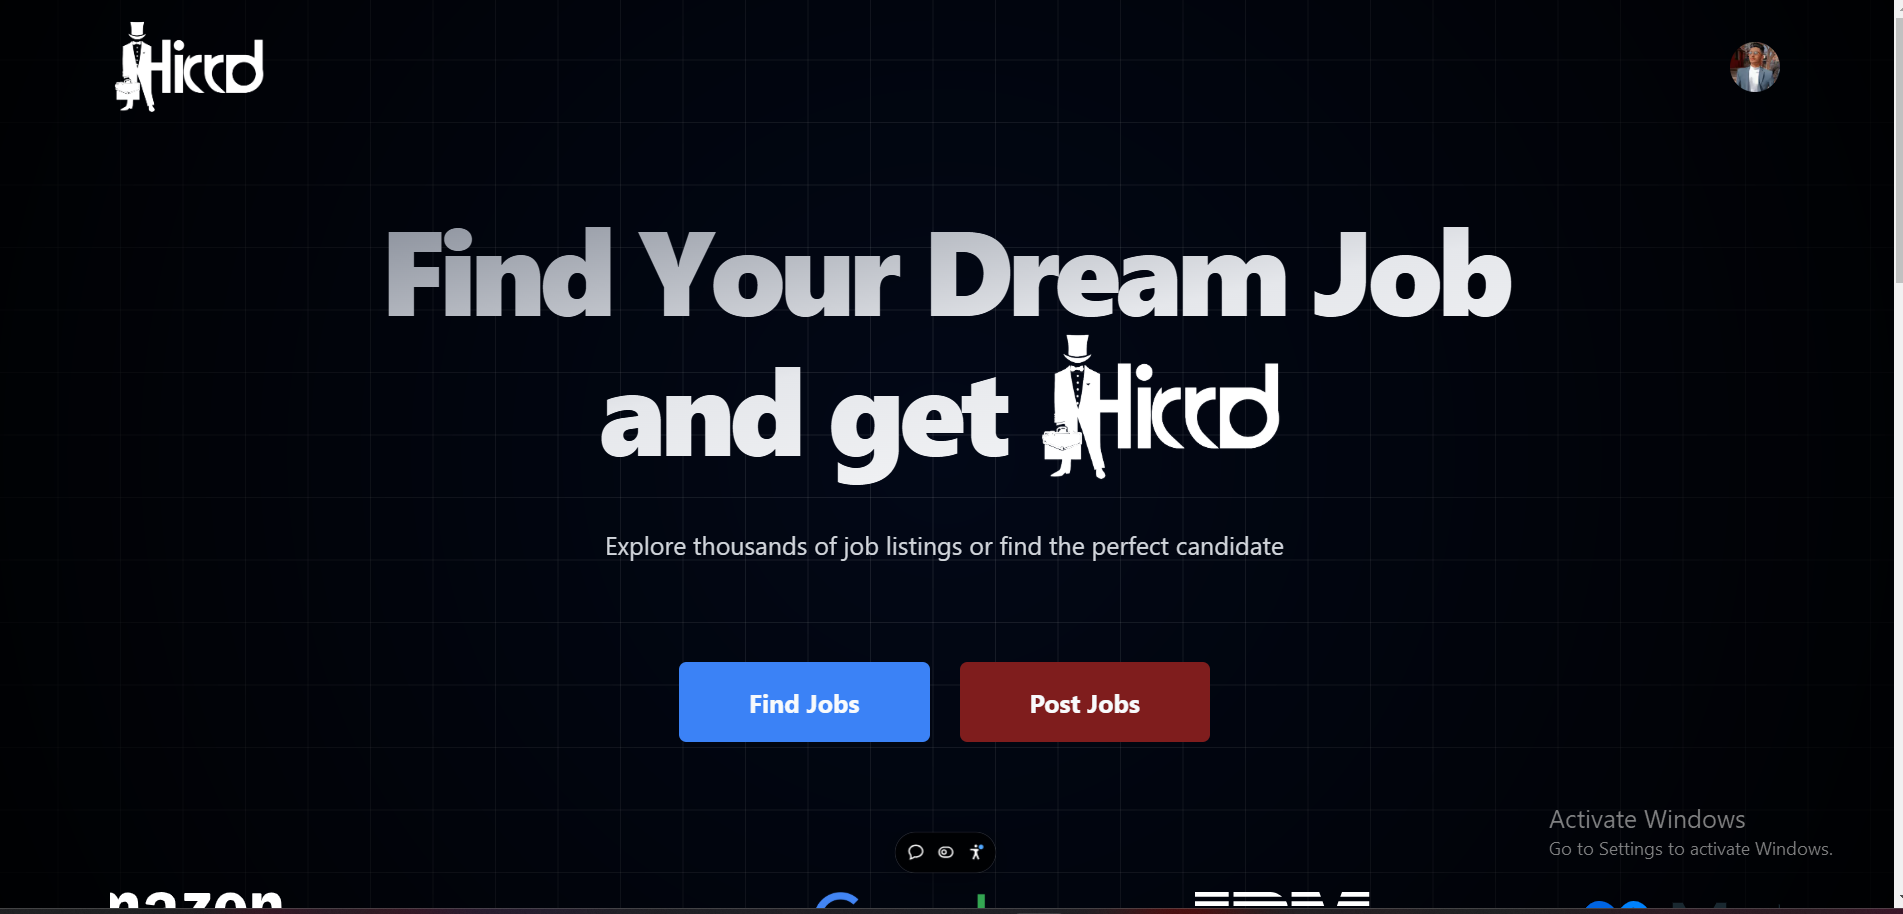 Hirrd
Find Your Dream Job
and get Hirrd
Explore thousands of job listings or find the perfect candidate
Find Jobs
Post Jobs
Activate Windows
Go to Settings to activate Windows.
IBM